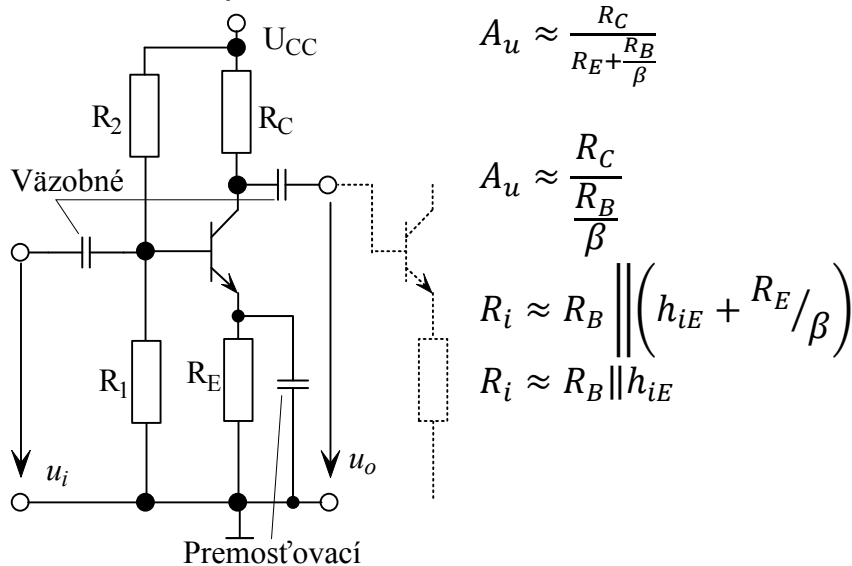 U_CC
R_2
R_C
Väzobné
R_1
R_E
u_i
u_o
Premosťovací
A_u ≈ R_C / (R_E + R_B/β)
A_u ≈ R_C / (R_B/β)
R_i ≈ R_B ‖ (h_iE + R_E/β)
R_i ≈ R_B‖h_iE